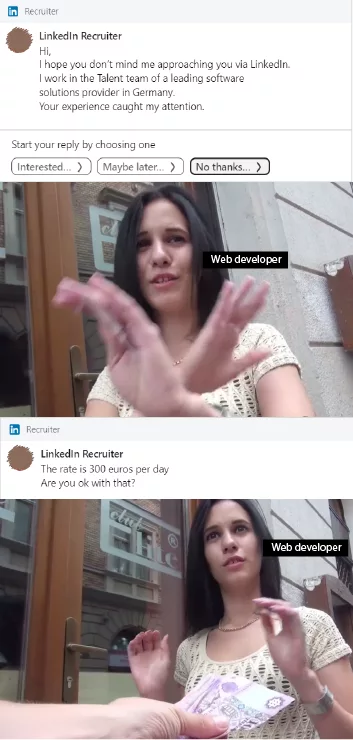 in Recruiter
LinkedIn Recruiter
Hi,
I hope you don't mind me approaching you via LinkedIn.
I work in the Talent team of a leading software
solutions provider in Germany.
Your experience caught my attention.
Start your reply by choosing one
Interested... ❯ Maybe later... ❯ No thanks... ❯
Web developer
in Recruiter
LinkedIn Recruiter
The rate is 300 euros per day
Are you ok with that?
Web developer